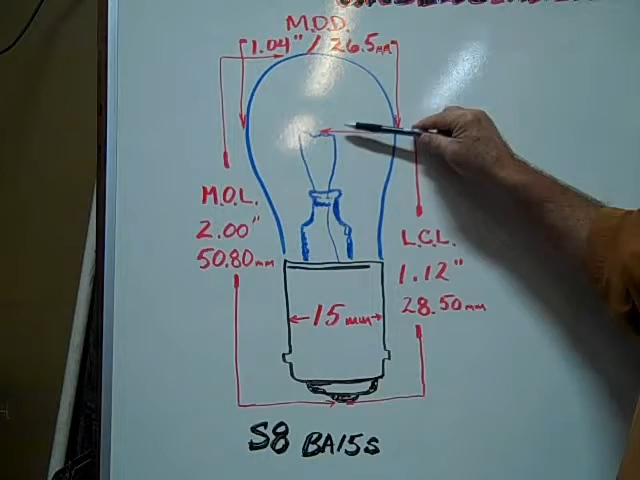 M.O.D.
1.04" / 26.5mm
M.O.L.
2.00"
50.80mm
L.C.L.
1.12"
28.50mm
15mm
S8 BA15s